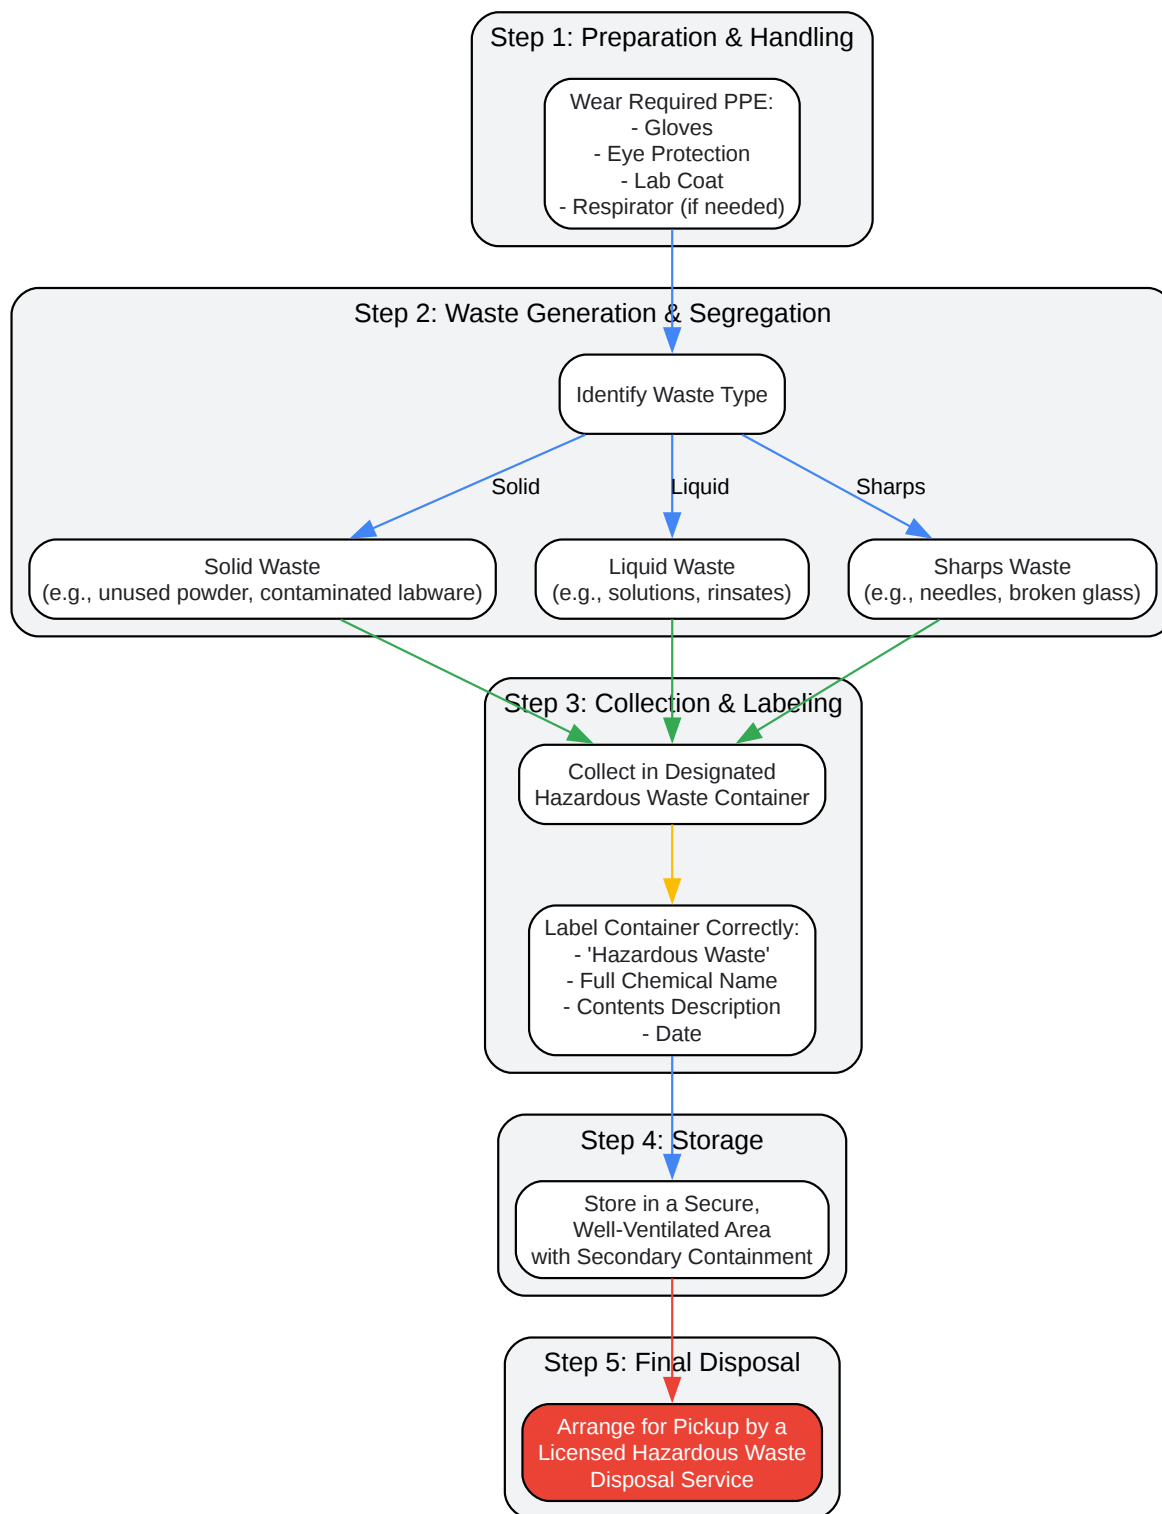 Step 1: Preparation & Handling
Wear Required PPE:
- Gloves
- Eye Protection
- Lab Coat
- Respirator (if needed)
Step 2: Waste Generation & Segregation
Identify Waste Type
Solid
Liquid
Sharps
Solid Waste
(e.g., unused powder, contaminated labware)
Liquid Waste
(e.g., solutions, rinsates)
Sharps Waste
(e.g., needles, broken glass)
Step 3: Collection & Labeling
Collect in Designated
Hazardous Waste Container
Label Container Correctly:
- 'Hazardous Waste'
- Full Chemical Name
- Contents Description
- Date
Step 4: Storage
Store in a Secure,
Well-Ventilated Area
with Secondary Containment
Step 5: Final Disposal
Arrange for Pickup by a
Licensed Hazardous Waste
Disposal Service